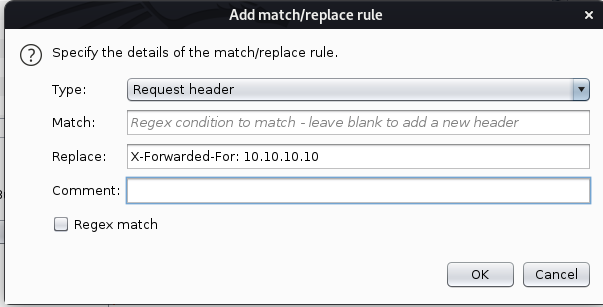 Add match/replace rule
Specify the details of the match/replace rule.
Type: Request header
Match: Regex condition to match - leave blank to add a new header
Replace: X-Forwarded-For: 10.10.10.10
Comment:
Regex match
OK Cancel